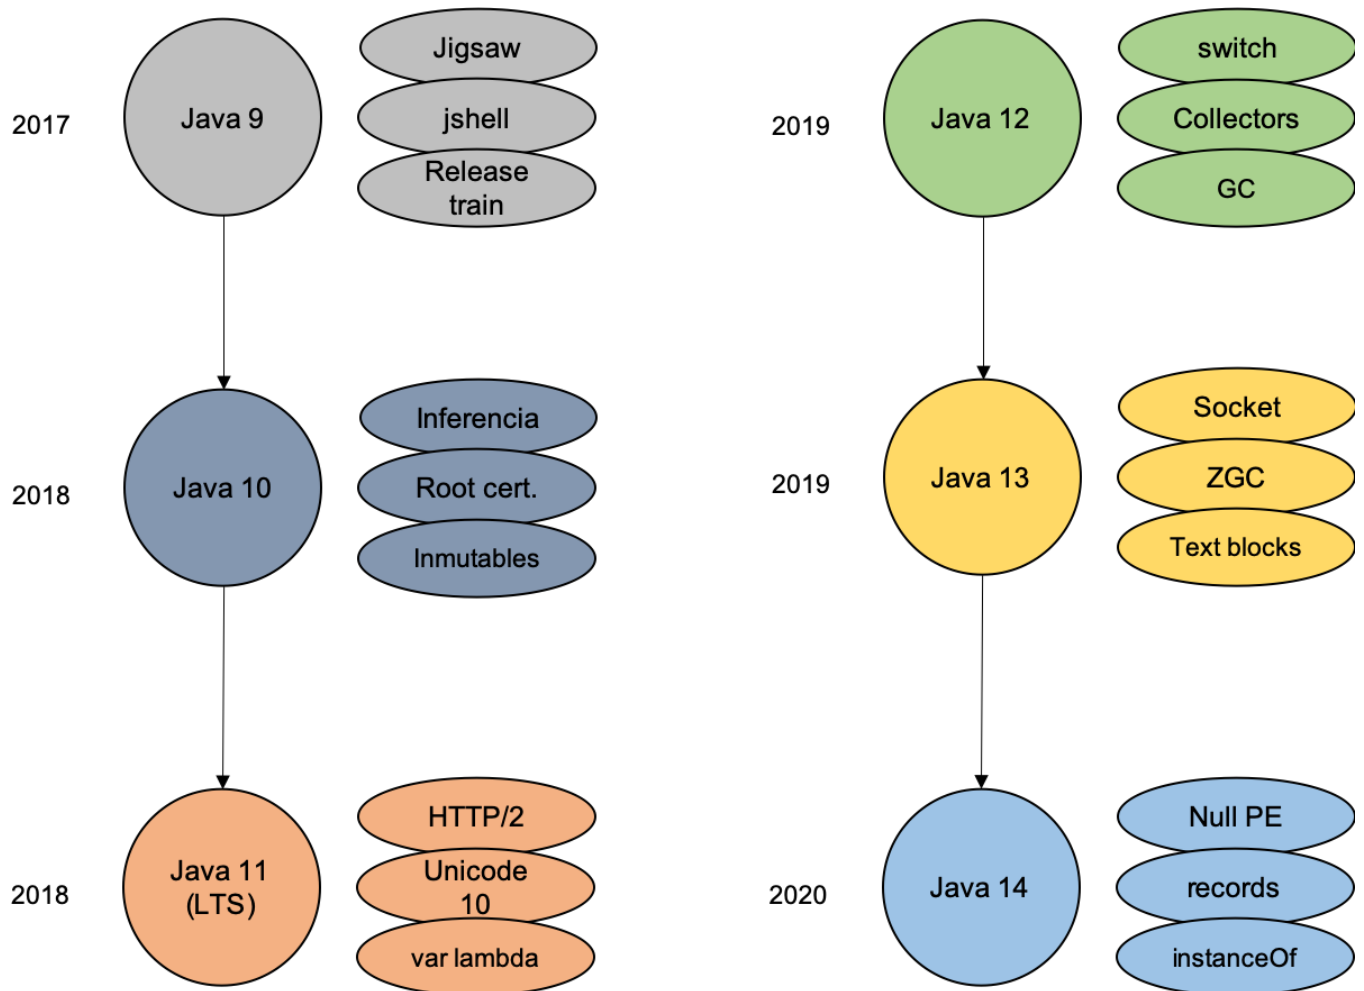 2017
Java 9
Jigsaw
jshell
Release
train
2018
Java 10
Inferencia
Root cert.
Inmutables
2018
Java 11
(LTS)
HTTP/2
Unicode
10
var lambda
2019
Java 12
switch
Collectors
GC
2019
Java 13
Socket
ZGC
Text blocks
2020
Java 14
Null PE
records
instanceOf